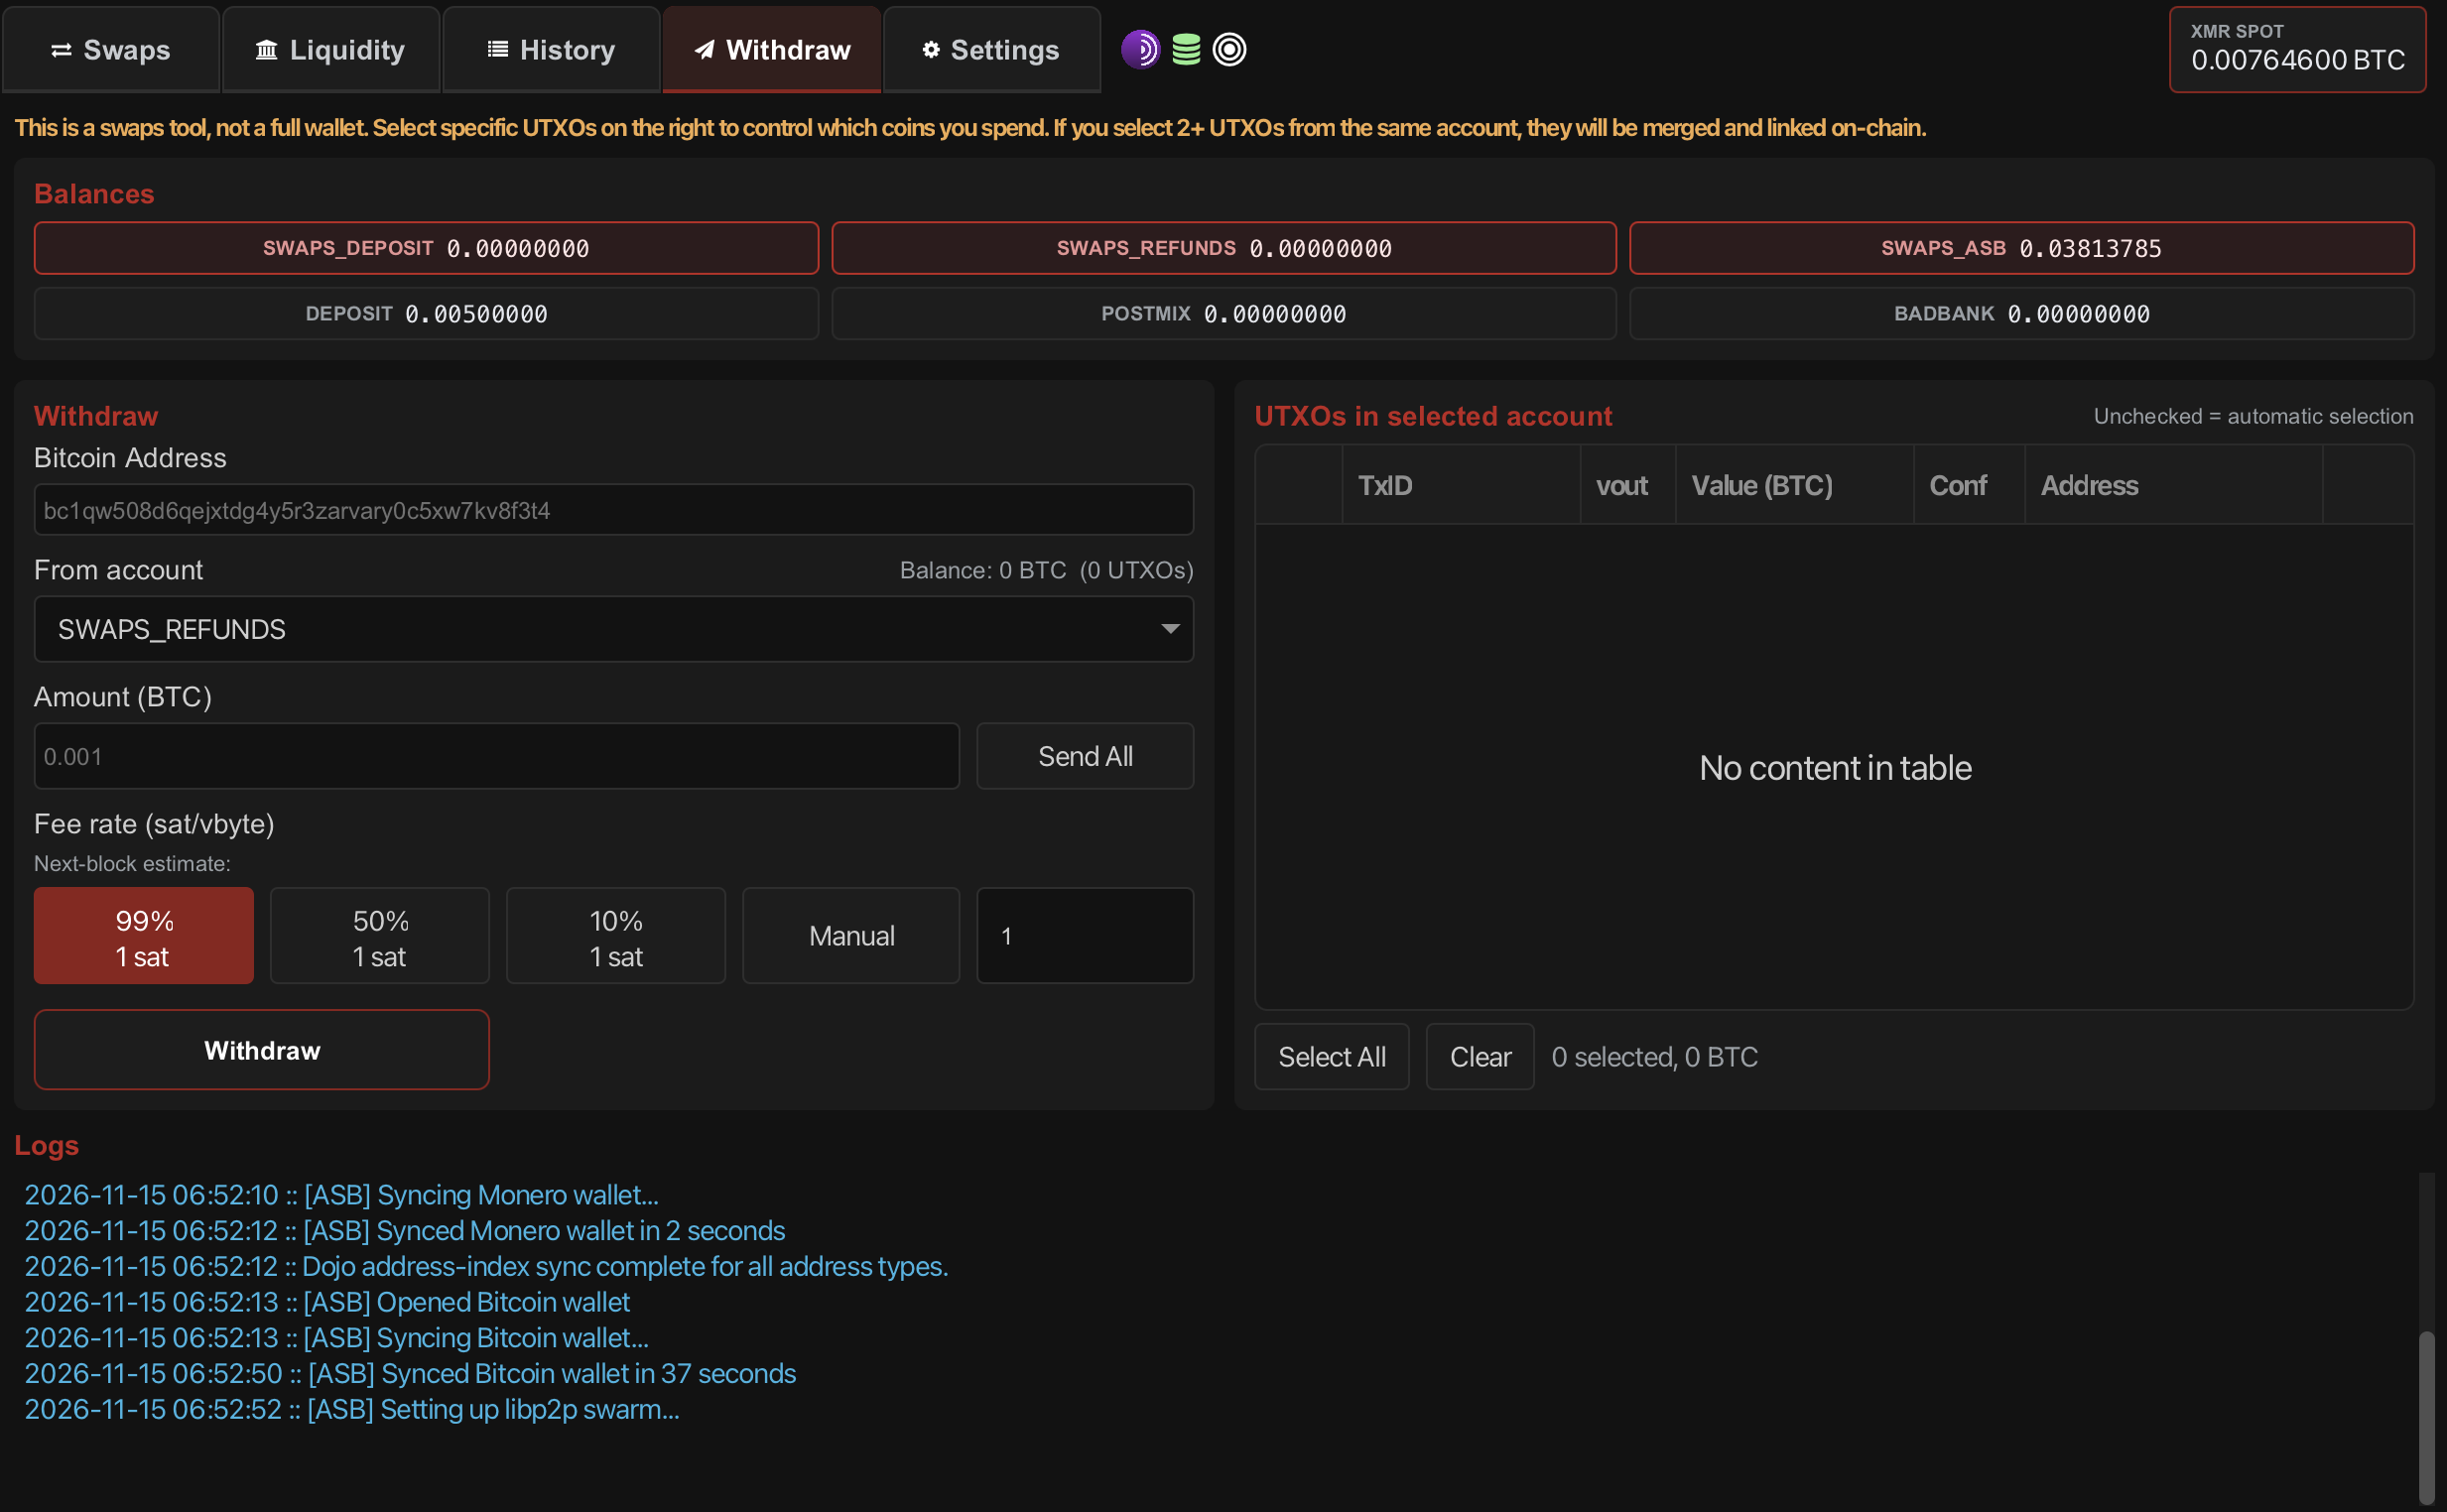 Swaps
Liquidity
History
Withdraw
Settings
XMR SPOT
0.00764600 BTC
This is a swaps tool, not a full wallet. Select specific UTXOs on the right to control which coins you spend. If you select 2+ UTXOs from the same account, they will be merged and linked on-chain.
Balances
SWAPS_DEPOSIT 0.00000000
SWAPS_REFUNDS 0.00000000
SWAPS_ASB 0.03813785
DEPOSIT 0.00500000
POSTMIX 0.00000000
BADBANK 0.00000000
Withdraw
Bitcoin Address
bc1qw508d6qejxtdg4y5r3zarvary0c5xw7kv8f3t4
From account
Balance: 0 BTC (0 UTXOs)
SWAPS_REFUNDS
Amount (BTC)
0.001
Send All
Fee rate (sat/vbyte)
Next-block estimate:
99%
1 sat
50%
1 sat
10%
1 sat
Manual
1
Withdraw
UTXOs in selected account
Unchecked = automatic selection
TxID
vout
Value (BTC)
Conf
Address
No content in table
Select All
Clear
0 selected, 0 BTC
Logs
2026-11-15 06:52:10 :: [ASB] Syncing Monero wallet...
2026-11-15 06:52:12 :: [ASB] Synced Monero wallet in 2 seconds
2026-11-15 06:52:12 :: Dojo address-index sync complete for all address types.
2026-11-15 06:52:13 :: [ASB] Opened Bitcoin wallet
2026-11-15 06:52:13 :: [ASB] Syncing Bitcoin wallet...
2026-11-15 06:52:50 :: [ASB] Synced Bitcoin wallet in 37 seconds
2026-11-15 06:52:52 :: [ASB] Setting up libp2p swarm...